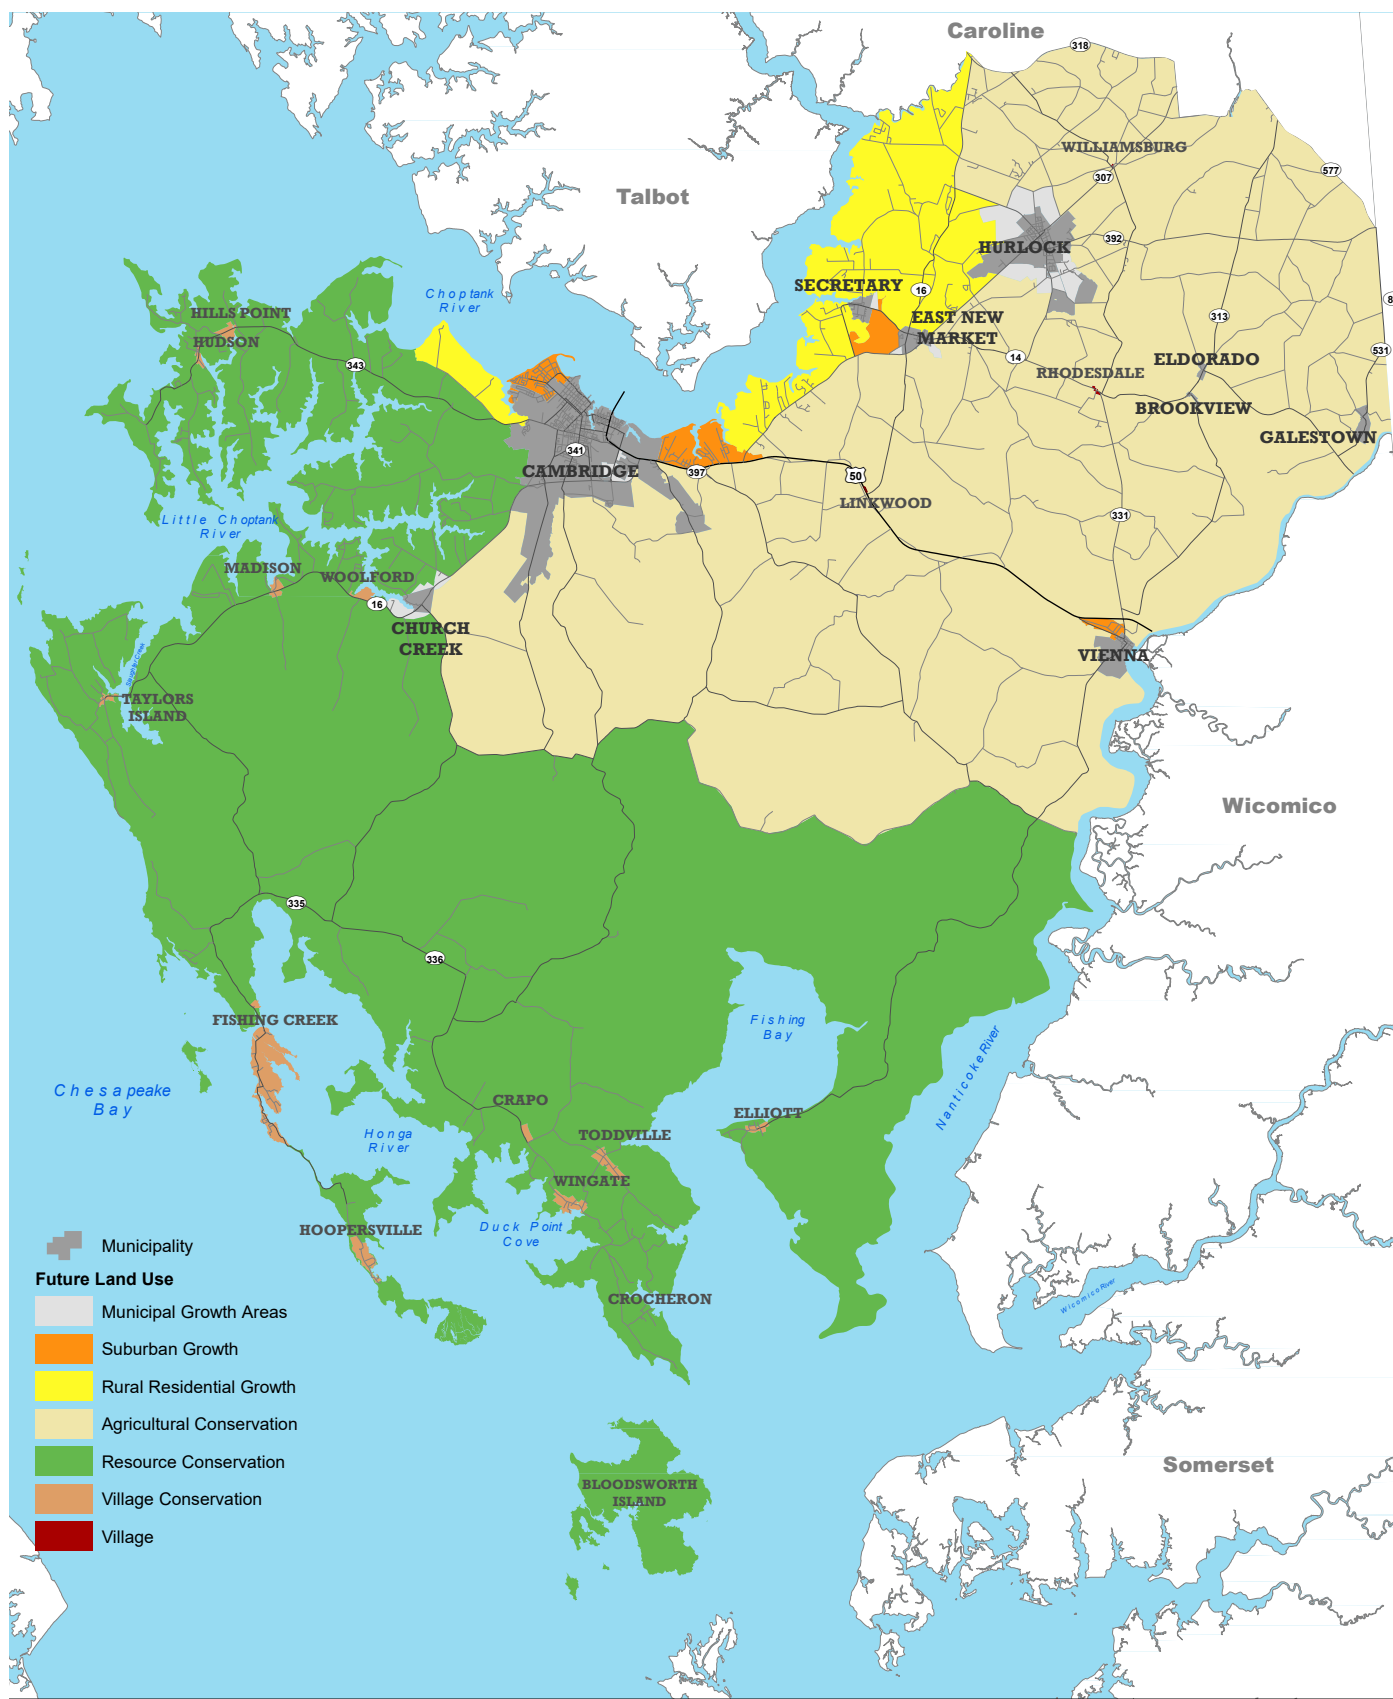 Caroline
318
WILLIAMSBURG
307
577
Talbot
HURLOCK
392
SECRETARY
16
Choptank
River
HILLS POINT
HUDSON
343
EAST NEW
MARKET
313
14
531
ELDORADO
RHODESDALE
BROOKVIEW
GALESTOWN
341
CAMBRIDGE
397
50
LINKWOOD
331
Little Choptank
River
MADISON
WOOLFORD
16
CHURCH
CREEK
VIENNA
TAYLORS
ISLAND
Wicomico
335
336
FISHING CREEK
Fishing
Bay
Nanticoke River
Chesapeake
Bay
CRAPO
ELLIOTT
Honga
River
TODDVILLE
WINGATE
HOOPERSVILLE
Duck Point
Cove
CROCHERON
Wicomico River
BLOODSWORTH
ISLAND
Somerset
Municipality
Future Land Use
Municipal Growth Areas
Suburban Growth
Rural Residential Growth
Agricultural Conservation
Resource Conservation
Village Conservation
Village